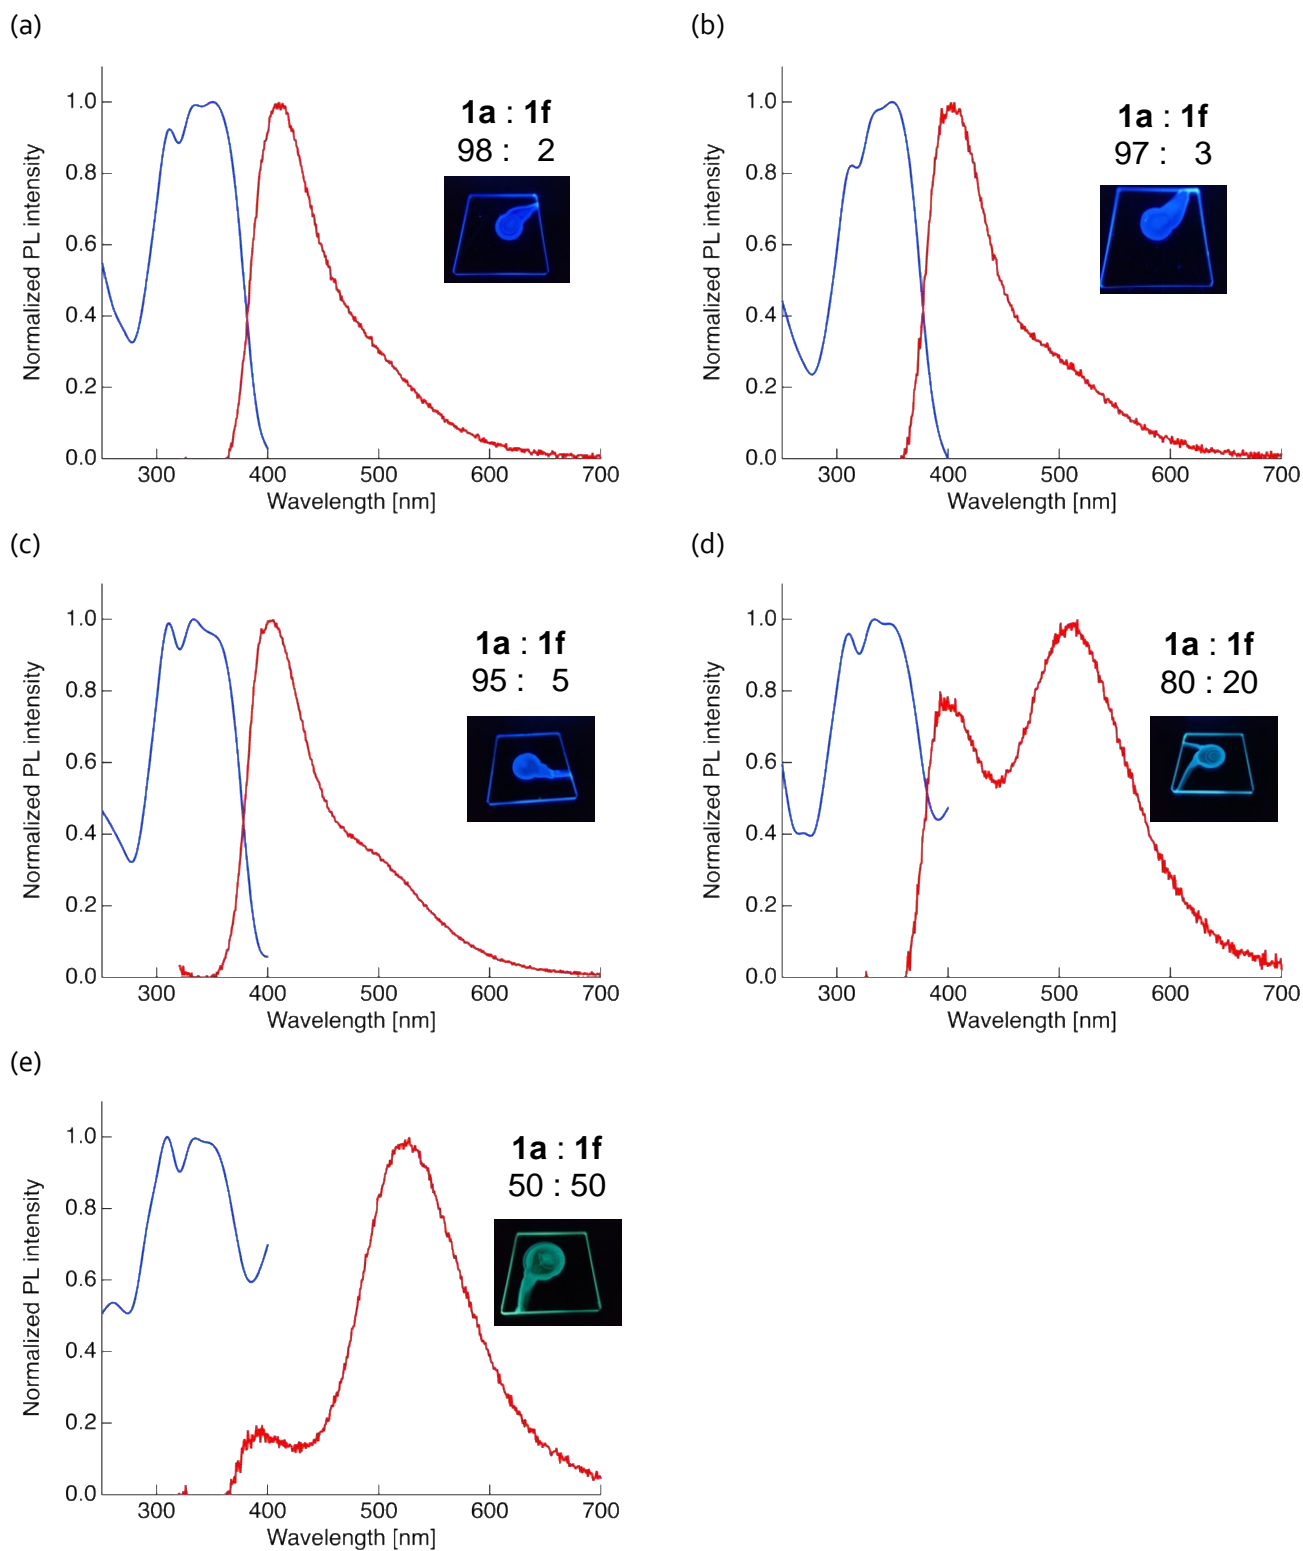 (a)
Normalized PL intensity
1.0
0.8
0.6
0.4
0.2
0.0
300 400 500 600 700
Wavelength [nm]
1a : 1f
98 : 2
(b)
Normalized PL intensity
1.0
0.8
0.6
0.4
0.2
0.0
300 400 500 600 700
Wavelength [nm]
1a : 1f
97 : 3
(c)
Normalized PL intensity
1.0
0.8
0.6
0.4
0.2
0.0
300 400 500 600 700
Wavelength [nm]
1a : 1f
95 : 5
(d)
Normalized PL intensity
1.0
0.8
0.6
0.4
0.2
0.0
300 400 500 600 700
Wavelength [nm]
1a : 1f
80 : 20
(e)
Normalized PL intensity
1.0
0.8
0.6
0.4
0.2
0.0
300 400 500 600 700
Wavelength [nm]
1a : 1f
50 : 50